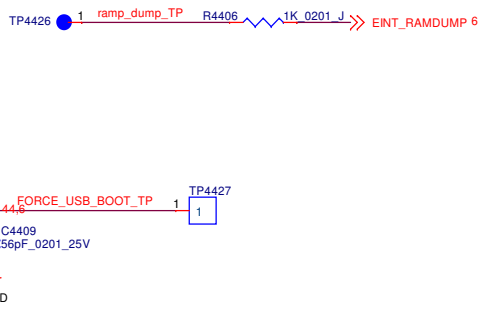 TP4426 1 ramp_dump_TP R4406 1K_0201_J EINT_RAMDUMP 6
TP4427
FORCE_USB_BOOT_TP 1 1
44,6
C4409
56pF_0201_25V
D